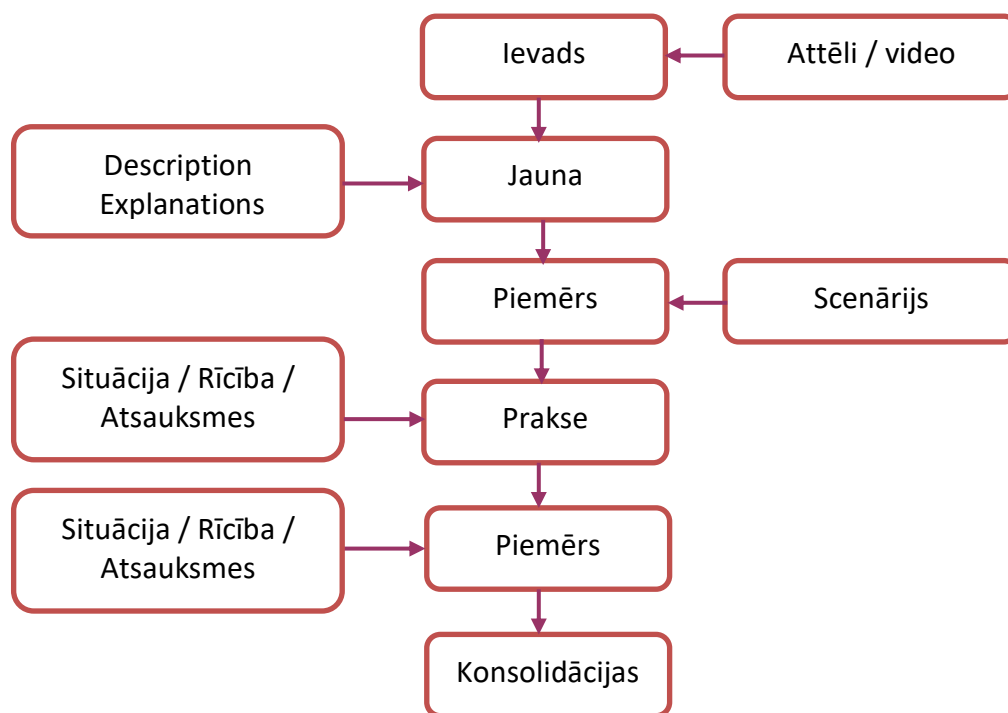 Ievads
Attēli / video
Description
Explanations
Jauna
Piemērs
Scenārijs
Situācija / Rīcība /
Atsauksmes
Prakse
Situācija / Rīcība /
Atsauksmes
Piemērs
Konsolidācijas